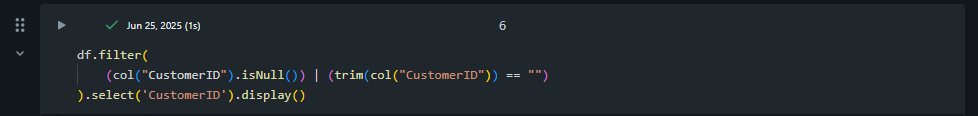 Jun 25, 2025 (1s)
6
df.filter(
(col("CustomerID").isNull()) | (trim(col("CustomerID")) == "")
).select('CustomerID').display()